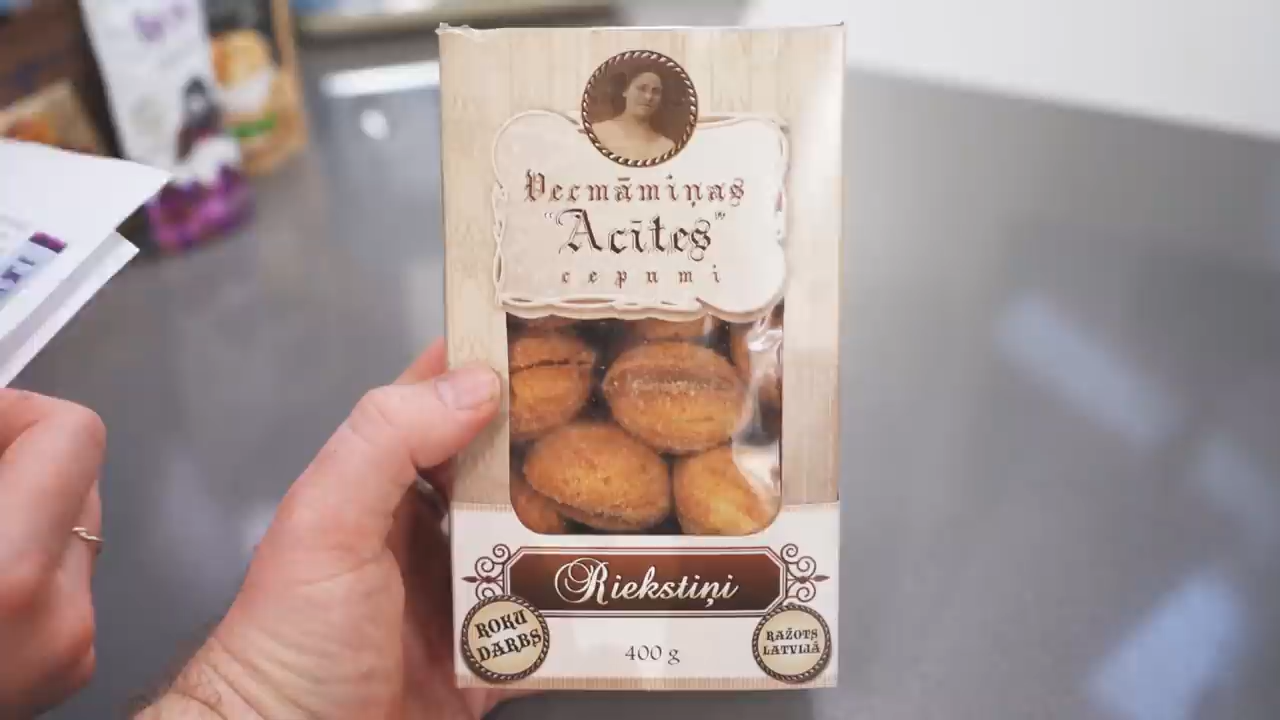 Vecmāmiņas
"Acītes"
cepumi
Riekstiņi
ROKU
DARBS
400 g
RAŽOTS
LATVIJĀ